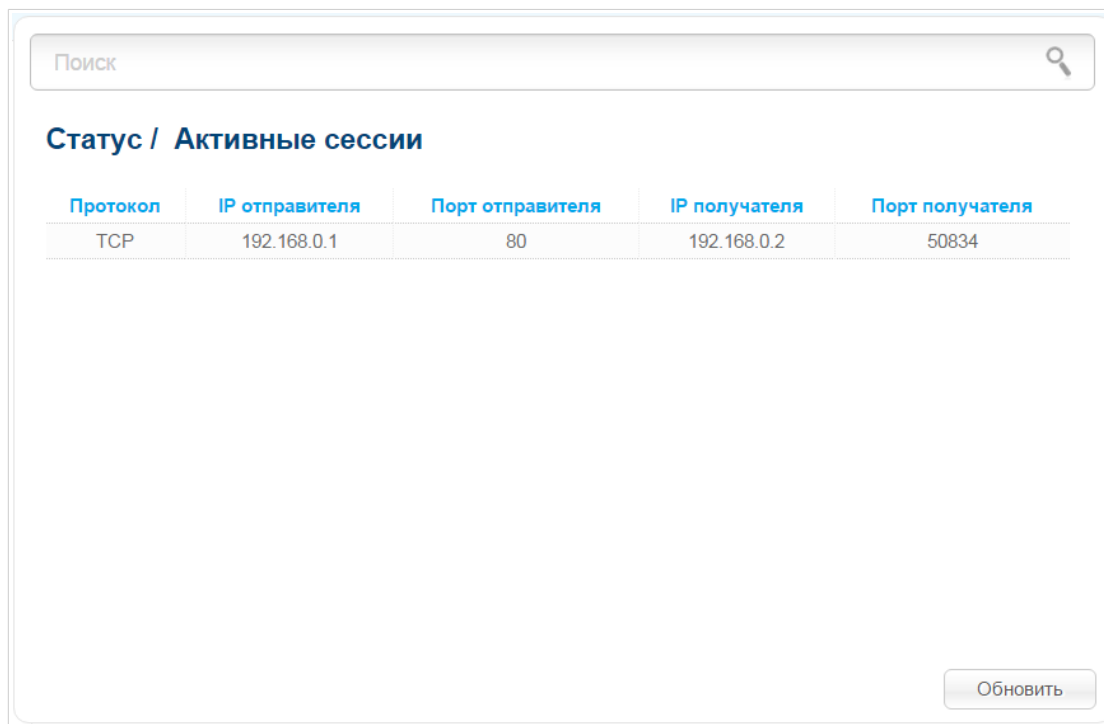 Поиск
Статус / Активные сессии
Протокол IP отправителя Порт отправителя IP получателя Порт получателя
TCP 192.168.0.1 80 192.168.0.2 50834
Обновить